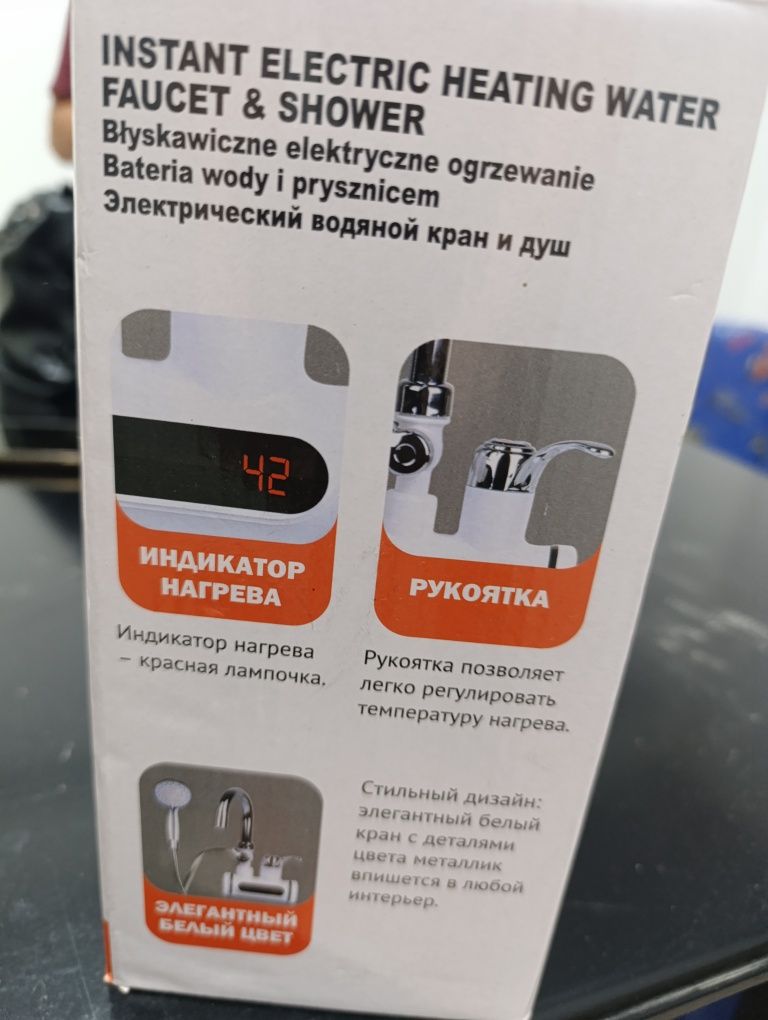 INSTANT ELECTRIC HEATING WATER
FAUCET & SHOWER
Błyskawiczne elektryczne ogrzewanie
Bateria wody i prysznicem
Электрический водяной кран и душ
42
ИНДИКАТОР
НАГРЕВА
РУКОЯТКА
Индикатор нагрева
– красная лампочка.
Рукоятка позволяет
легко регулировать
температуру нагрева.
ЭЛЕГАНТНЫЙ
БЕЛЫЙ ЦВЕТ
Стильный дизайн:
элегантный белый
кран с деталями
цвета металлик
впишется в любой
интерьер.